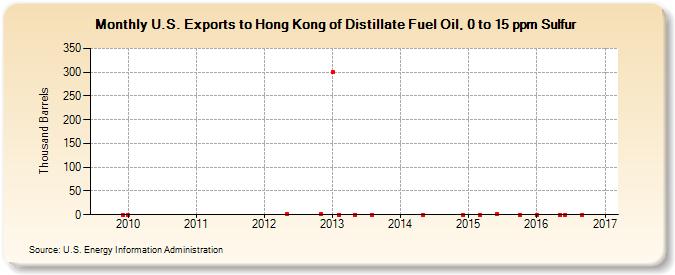 Monthly U.S. Exports to Hong Kong of Distillate Fuel Oil, 0 to 15 ppm Sulfur
Thousand Barrels
350
300
250
200
150
100
50
0
2010 2011 2012 2013 2014 2015 2016 2017
Source: U.S. Energy Information Administration